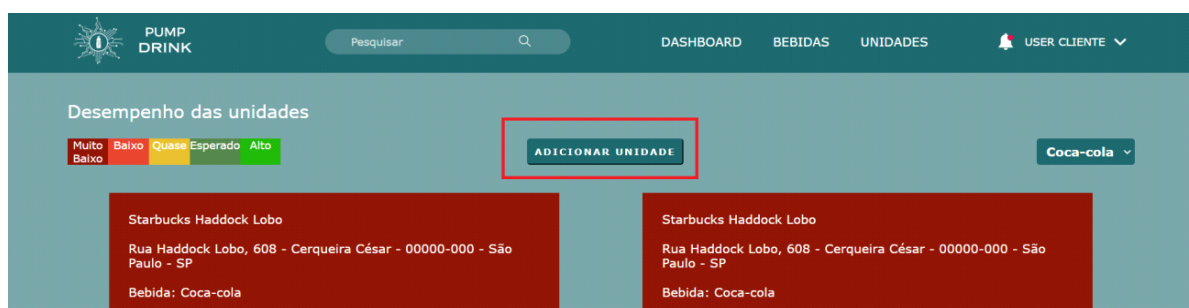 PUMP
DRINK
Pesquisar
DASHBOARD
BEBIDAS
UNIDADES
USER CLIENTE
Desempenho das unidades
Muito
Baixo
Baixo
Quase
Esperado
Alto
ADICIONAR UNIDADE
Coca-cola
Starbucks Haddock Lobo
Rua Haddock Lobo, 608 - Cerqueira César - 00000-000 - São
Paulo - SP
Bebida: Coca-cola
Starbucks Haddock Lobo
Rua Haddock Lobo, 608 - Cerqueira César - 00000-000 - São
Paulo - SP
Bebida: Coca-cola